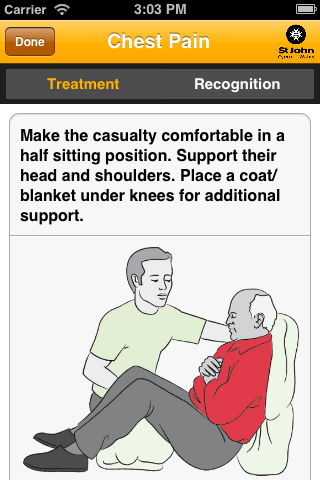 Carrier 3:03 PM
Done Chest Pain
St John
Cymru Wales
Treatment Recognition
Make the casualty comfortable in a
half sitting position. Support their
head and shoulders. Place a coat/
blanket under knees for additional
support.